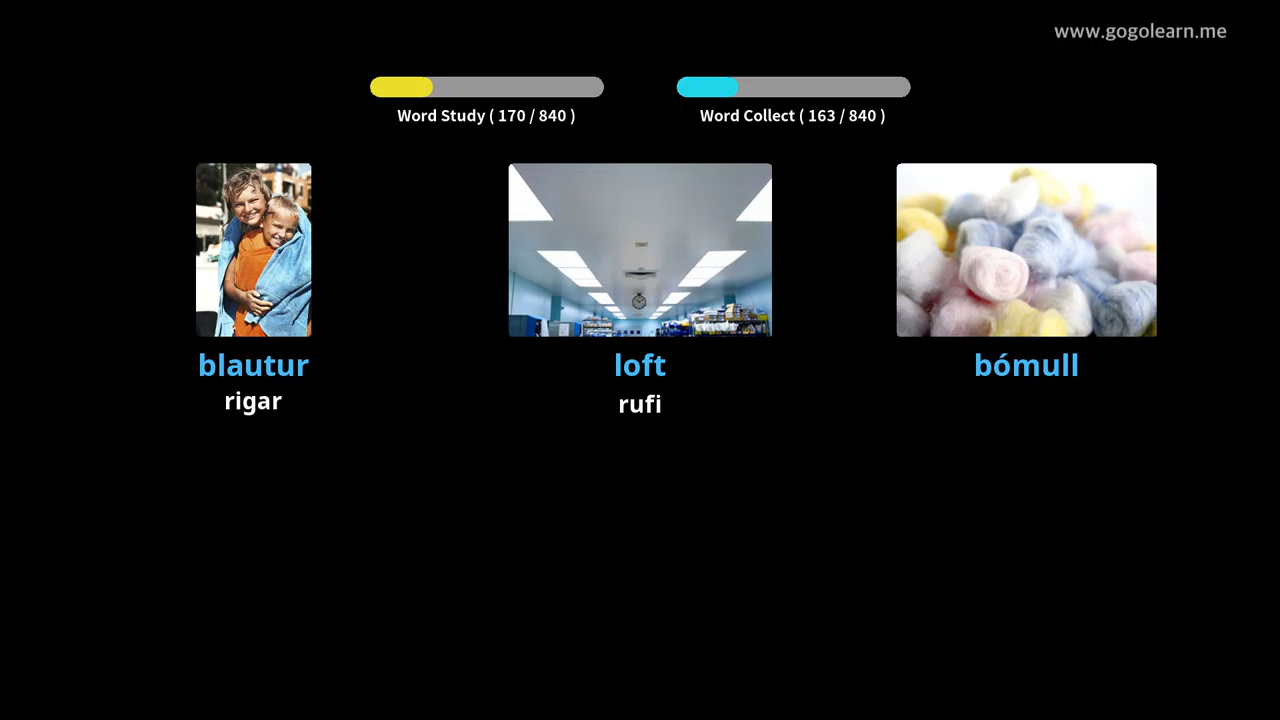 www.gogolearn.me
Word Study ( 170 / 840 )
Word Collect ( 163 / 840 )
blautur
rigar
loft
rufi
bómull